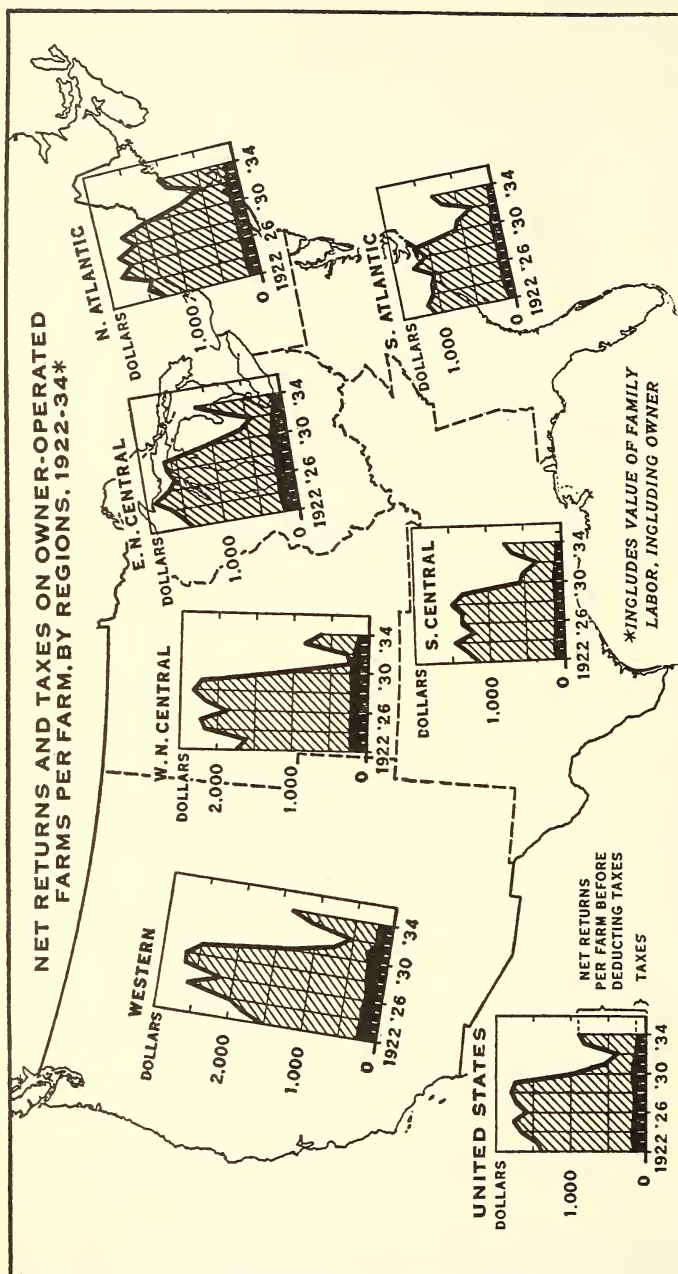 NET RETURNS AND TAXES ON OWNER-OPERATED
FARMS PER FARM, BY REGIONS, 1922-34*
WESTERN
DOLLARS
2.000
1.000
0
1922 '26 '30 '34
W. N. CENTRAL
DOLLARS
2.000
1.000
0
1922 '26 '30 '34
E. N. CENTRAL
DOLLARS
1.000
0
1922 '26 '30 '34
N. ATLANTIC
DOLLARS
1.000
0
1922 26 '30 '34
S. ATLANTIC
DOLLARS
1.000
0
1922 '26 '30 '34
S. CENTRAL
DOLLARS
1.000
0
1922 '26 '30 '34
UNITED STATES
DOLLARS
1.000
0
1922 '26 '30 '34
NET RETURNS
PER FARM BEFORE
DEDUCTING TAXES
TAXES
*INCLUDES VALUE OF FAMILY
LABOR, INCLUDING OWNER